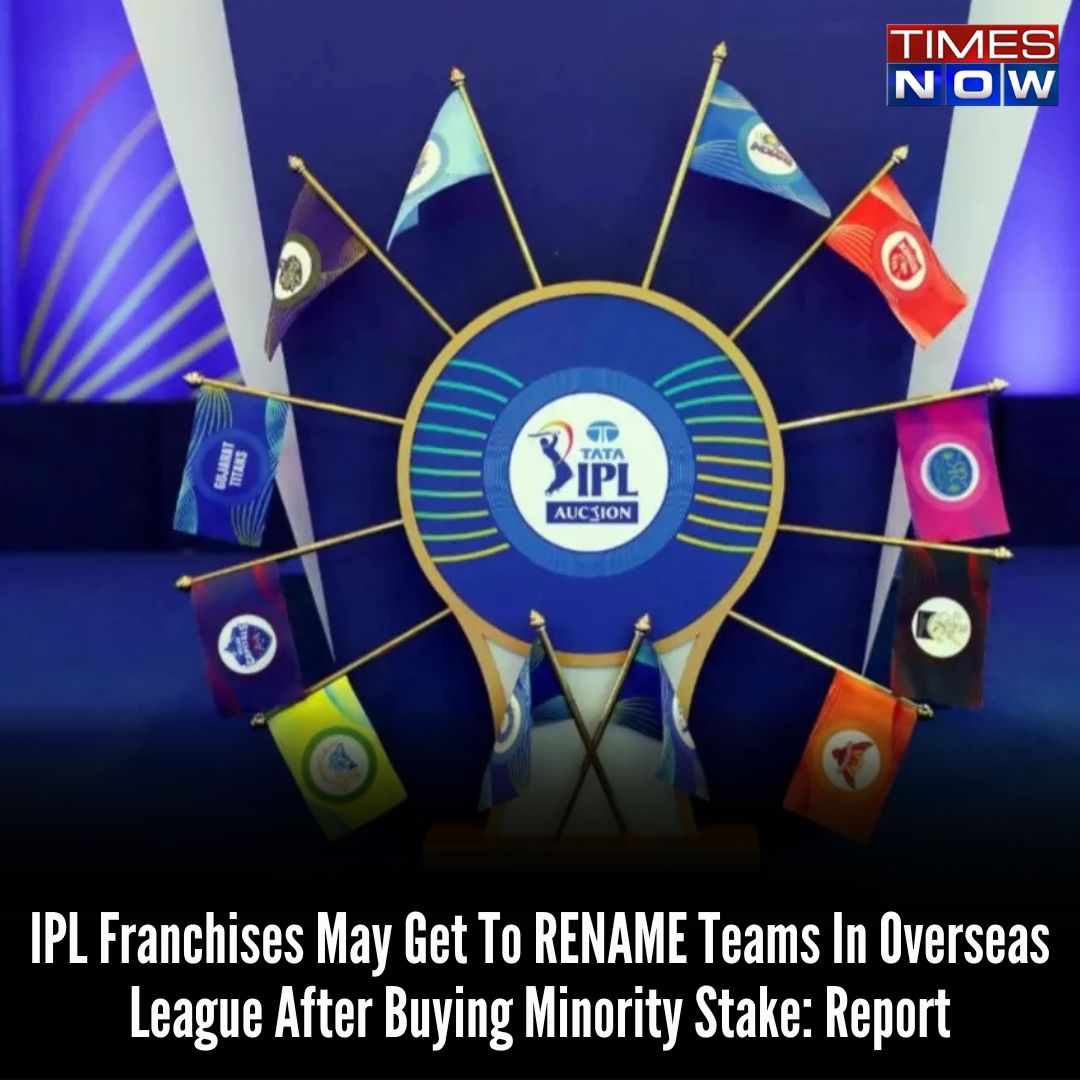 TIMES
NOW
TATA
IPL
AUCTION
GUJARAT
TITANS
IPL Franchises May Get To RENAME Teams In Overseas
League After Buying Minority Stake: Report